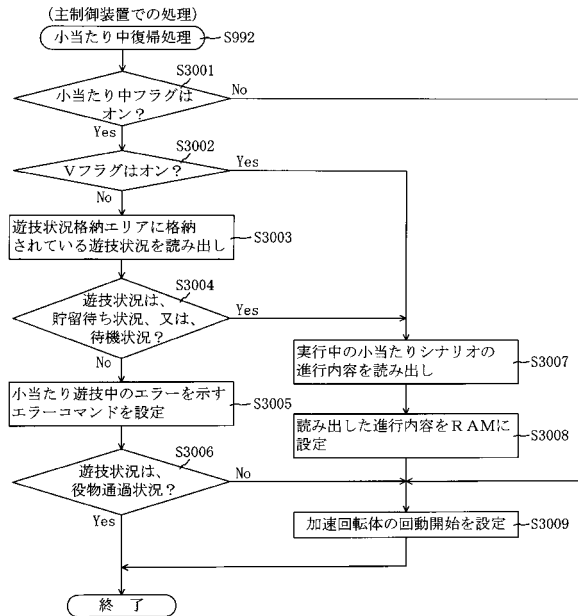 (主制御装置での処理)
小当たり中復帰処理
S992
S3001
小当たり中フラグは
オン？
No
Yes
S3002
Vフラグはオン？
Yes
No
遊技状況格納エリアに格納
されている遊技状況を読み出し
S3003
S3004
遊技状況は、
貯留待ち状況、又は、
待機状況？
Yes
No
実行中の小当たりシナリオの
進行内容を読み出し
S3007
小当たり遊技中のエラーを示す
エラーコマンドを設定
S3005
読み出した進行内容をRAMに
設定
S3008
S3006
遊技状況は、
役物通過状況？
No
Yes
加速回転体の回動開始を設定
S3009
終 了